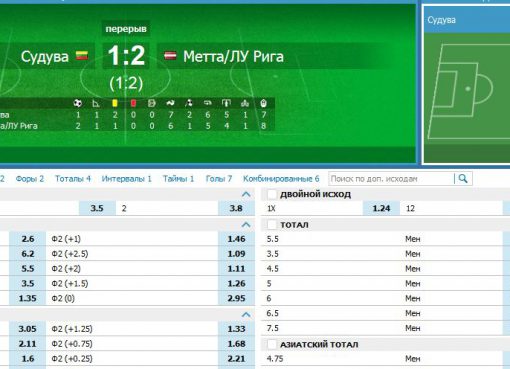 перерыв
Судува 1:2 Метта/ЛУ Рига
(1:2)
ва 1 1 2 0 0 7 2 6 5 1 7
а/ЛУ Рига 2 1 1 0 0 6 1 5 4 1 8
Судува
2 Форы 2 Тоталы 4 Интервалы 1 Таймы 1 Голы 7 Комбинированные 6 Поиск по доп. исходам
3.5 2 3.8
2.6 Ф2 (+1) 1.46
6.2 Ф2 (+2.5) 1.09
5.5 Ф2 (+2) 1.11
3.5 Ф2 (+1.5) 1.26
1.35 Ф2 (0) 2.95
3.05 Ф2 (+1.25) 1.33
2.11 Ф2 (+0.75) 1.68
1.6 Ф2 (+0.25) 2.21
ДВОЙНОЙ ИСХОД
1X 1.24 12
ТОТАЛ
5.5 Мен
3.5 Мен
4.5 Мен
5 Мен
6 Мен
6.5 Мен
7.5 Мен
АЗИАТСКИЙ ТОТАЛ
4.75 Мен